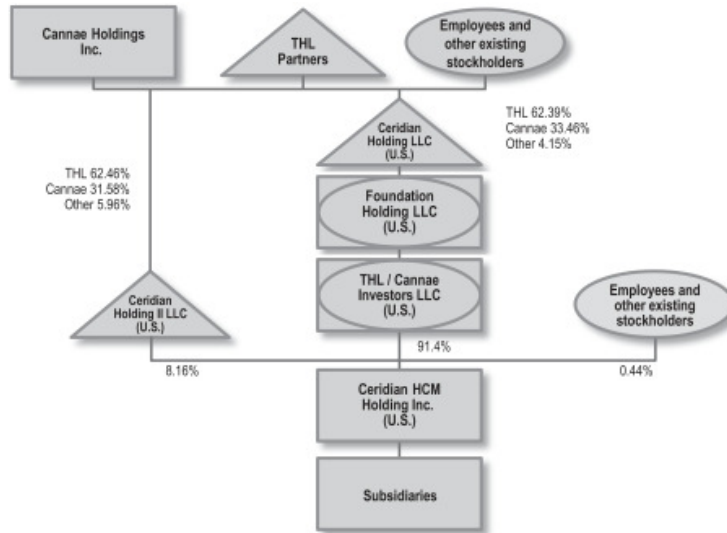 Cannae Holdings
Inc.
THL
Partners
Employees and
other existing
stockholders
THL 62.39%
Cannae 33.46%
Other 4.15%
Ceridian
Holding LLC
(U.S.)
THL 62.46%
Cannae 31.58%
Other 5.96%
Foundation
Holding LLC
(U.S.)
THL / Cannae
Investors LLC
(U.S.)
Ceridian
Holding II LLC
(U.S.)
Employees and
other existing
stockholders
8.16%
91.4%
0.44%
Ceridian HCM
Holding Inc.
(U.S.)
Subsidiaries